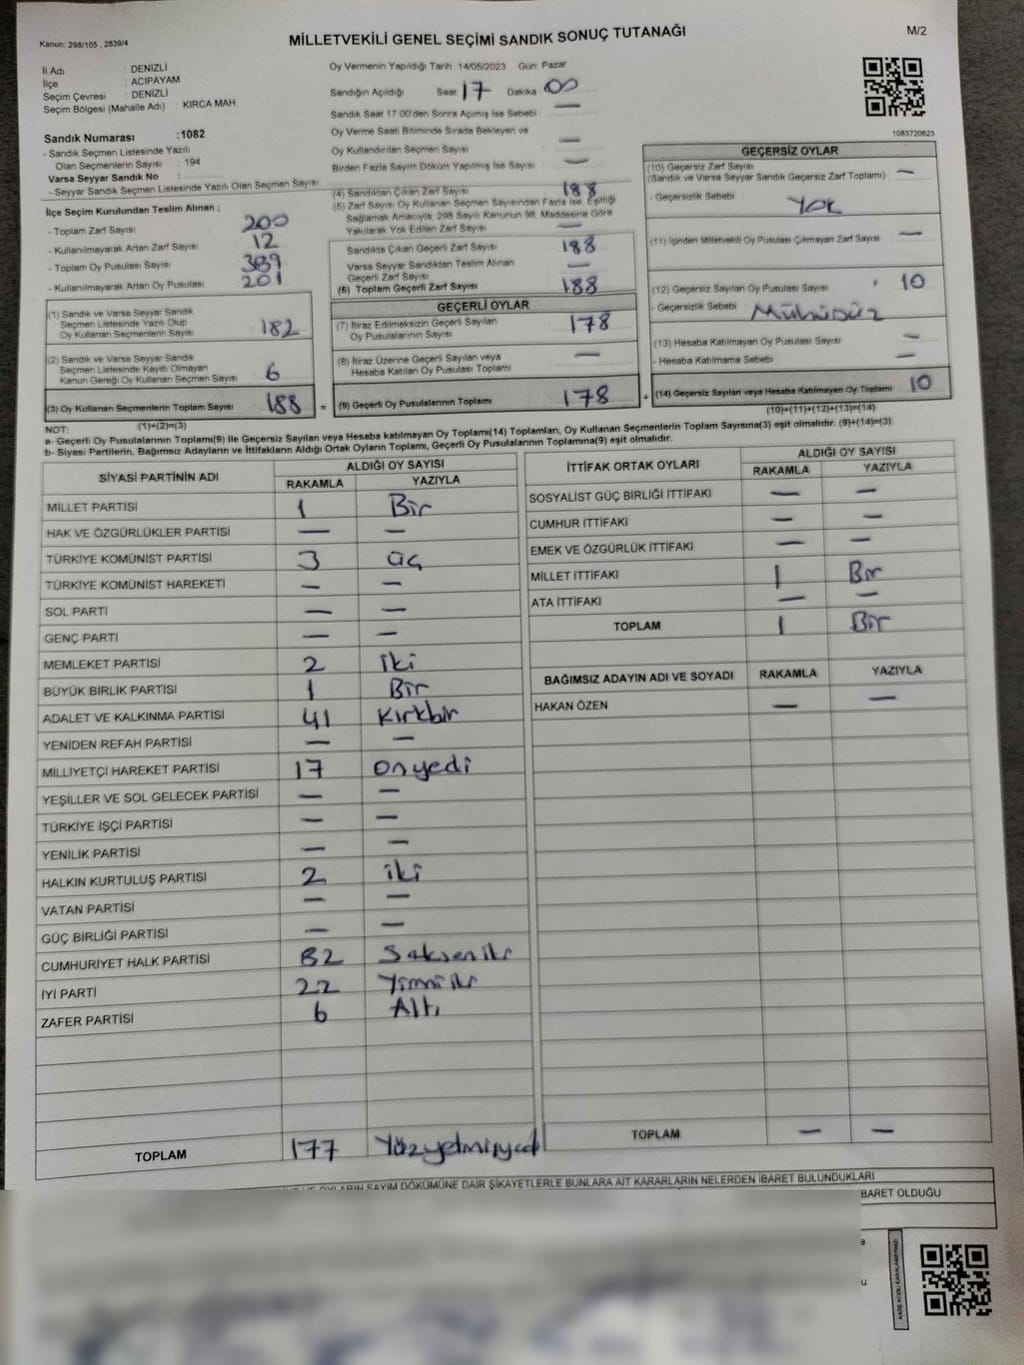 Kanun: 298/105 , 2839/4
MİLLETVEKİLİ GENEL SEÇİMİ SANDIK SONUÇ TUTANAĞI
M/2
İl Adı : DENİZLİ
İlçe : ACIPAYAM
Seçim Çevresi : DENİZLİ
Seçim Bölgesi (Mahalle Adı) : KIRCA MAH.
Sandık Numarası :1082
- Sandık Seçmen Listesinde Yazılı
Olan Seçmenlerin Sayısı : 194
Varsa Seyyar Sandık No :
- Seyyar Sandık Seçmen Listesinde Yazılı Olan Seçmen Sayısı
İlçe Seçim Kurulundan Teslim Alınan ;
- Toplam Zarf Sayısı 200
- Kullanılmayarak Artan Zarf Sayısı 12
- Toplam Oy Pusulası Sayısı 389
- Kullanılmayarak Artan Oy Pusulası 201
(1) Sandık ve Varsa Seyyar Sandık
Seçmen Listesinde Yazılı Olup
Oy Kullanan Seçmenlerin Sayısı 182
(2) Sandık ve Varsa Seyyar Sandık
Seçmen Listesinde Kayıtlı Olmayan
Kanun Gereği Oy Kullanan Seçmen Sayısı 6
(3) Oy Kullanan Seçmenlerin Toplam Sayısı 188
(1)+(2)=(3)
Oy Vermenin Yapıldığı Tarih :14/05/2023 Gün: Pazar
Sandığın Açıldığı Saat 17 Dakika 00
Sandık Saat 17:00'den Sonra Açılmış İse Sebebi —
Oy Verme Saati Bitiminde Sırada Bekleyen ve
Oy Kullandırılan Seçmen Sayısı —
Birden Fazla Sayım Döküm Yapılmış İse Sayısı —
(4) Sandıktan Çıkan Zarf Sayısı 188
(5) Zarf Sayısı Oy Kullanan Seçmen Sayısından Fazla İse, Eşitliği
Sağlamak Amacıyla, 298 Sayılı Kanunun 98. Maddesine Göre
Yakılarak Yok Edilen Zarf Sayısı —
Sandıkta Çıkan Geçerli Zarf Sayısı 188
Varsa Seyyar Sandıktan Teslim Alınan
Geçerli Zarf Sayısı —
(6) Toplam Geçerli Zarf Sayısı 188
GEÇERLİ OYLAR
(7) İtiraz Edilmeksizin Geçerli Sayılan
Oy Pusulalarının Sayısı 178
(8) İtiraz Üzerine Geçerli Sayılan veya
Hesaba Katılan Oy Pusulası Toplamı —
= (9) Geçerli Oy Pusulalarının Toplamı 178
1083720623
GEÇERSİZ OYLAR
(10) Geçersiz Zarf Sayısı
(Sandık ve Varsa Seyyar Sandık Geçersiz Zarf Toplamı) —
- Geçersizlik Sebebi Yok
(11) İçinden Milletvekili Oy Pusulası Çıkmayan Zarf Sayısı —
(12) Geçersiz Sayılan Oy Pusulası Sayısı 10
- Geçersizlik Sebebi Mühürsüz
(13) Hesaba Katılmayan Oy Pusulası Sayısı —
- Hesaba Katılmama Sebebi —
+ (14) Geçersiz Sayılan veya Hesaba Katılmayan Oy Toplamı 10
(10)+(11)+(12)+(13)=(14)
NOT:
a- Geçerli Oy Pusulalarının Toplamı(9) ile Geçersiz Sayılan veya Hesaba katılmayan Oy Toplamı(14) Toplamları, Oy Kullanan Seçmenlerin Toplam Sayısına(3) eşit olmalıdır. (9)+(14)=(3)
b- Siyasi Partilerin, Bağımsız Adayların ve İttifakların Aldığı Ortak Oyların Toplamı, Geçerli Oy Pusulalarının Toplamına(9) eşit olmalıdır.
SİYASİ PARTİNİN ADI ALDIĞI OY SAYISI
RAKAMLA YAZIYLA
MİLLET PARTİSİ 1 Bir
HAK VE ÖZGÜRLÜKLER PARTİSİ — —
TÜRKİYE KOMÜNİST PARTİSİ 3 üç
TÜRKİYE KOMÜNİST HAREKETİ — —
SOL PARTİ — —
GENÇ PARTİ — —
MEMLEKET PARTİSİ 2 iki
BÜYÜK BİRLİK PARTİSİ 1 Bir
ADALET VE KALKINMA PARTİSİ 41 Kırkbir
YENİDEN REFAH PARTİSİ — —
MİLLİYETÇİ HAREKET PARTİSİ 17 onyedi
YEŞİLLER VE SOL GELECEK PARTİSİ — —
TÜRKİYE İŞÇİ PARTİSİ — —
YENİLİK PARTİSİ — —
HALKIN KURTULUŞ PARTİSİ 2 iki
VATAN PARTİSİ — —
GÜÇ BİRLİĞİ PARTİSİ — —
CUMHURİYET HALK PARTİSİ 82 Seksen iki
İYİ PARTİ 22 Yirmi iki
ZAFER PARTİSİ 6 Altı
TOPLAM 177 Yüzyetmişyedi
İTTİFAK ORTAK OYLARI ALDIĞI OY SAYISI
RAKAMLA YAZIYLA
SOSYALİST GÜÇ BİRLİĞİ İTTİFAKI — —
CUMHUR İTTİFAKI — —
EMEK VE ÖZGÜRLÜK İTTİFAKI — —
MİLLET İTTİFAKI 1 Bir
ATA İTTİFAKI — —
TOPLAM 1 Bir
BAĞIMSIZ ADAYIN ADI VE SOYADI RAKAMLA YAZIYLA
HAKAN ÖZEN — —
TOPLAM — —
OYLARIN SAYIM DÖKÜMÜNE DAİR ŞİKAYETLERLE BUNLARA AİT KARARLARIN NELERDEN İBARET BULUNDUKLARI
BARET OLDUĞU